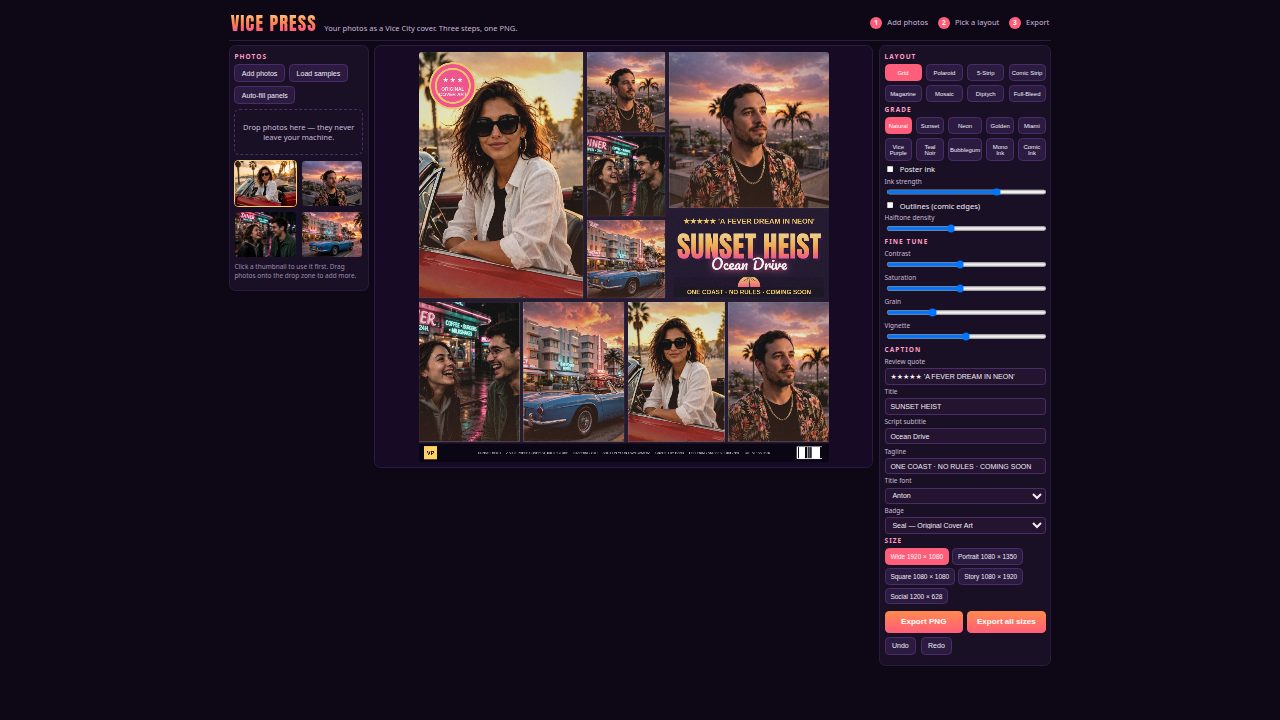 VICE PRESS
Your photos as a Vice City cover. Three steps, one PNG.
1 Add photos
2 Pick a layout
3 Export
PHOTOS
Add photos
Load samples
Auto-fill panels
Drop photos here — they never
leave your machine.
Click a thumbnail to use it first. Drag
photos onto the drop zone to add more.
★ ★ ★
ORIGINAL
COVER ART
★★★★★ 'A FEVER DREAM IN NEON'
SUNSET HEIST
Ocean Drive
ONE COAST · NO RULES · COMING SOON
COFFEE • BURGERS
• MILKSHAKES
24H.
VP
LAYOUT
Grid
Polaroid
5-Strip
Comic Strip
Magazine
Mosaic
Diptych
Full-Bleed
GRADE
Natural
Sunset
Neon
Golden
Miami
Vice
Purple
Teal
Noir
Bubblegum
Mono
Ink
Comic
Ink
Poster Ink
Ink strength
Outlines (comic edges)
Halftone density
FINE TUNE
Contrast
Saturation
Grain
Vignette
CAPTION
Review quote
★★★★★ 'A FEVER DREAM IN NEON'
Title
SUNSET HEIST
Script subtitle
Ocean Drive
Tagline
ONE COAST · NO RULES · COMING SOON
Title font
Anton
Badge
Seal — Original Cover Art
SIZE
Wide 1920 × 1080
Portrait 1080 × 1350
Square 1080 × 1080
Story 1080 × 1920
Social 1200 × 628
Export PNG
Export all sizes
Undo
Redo